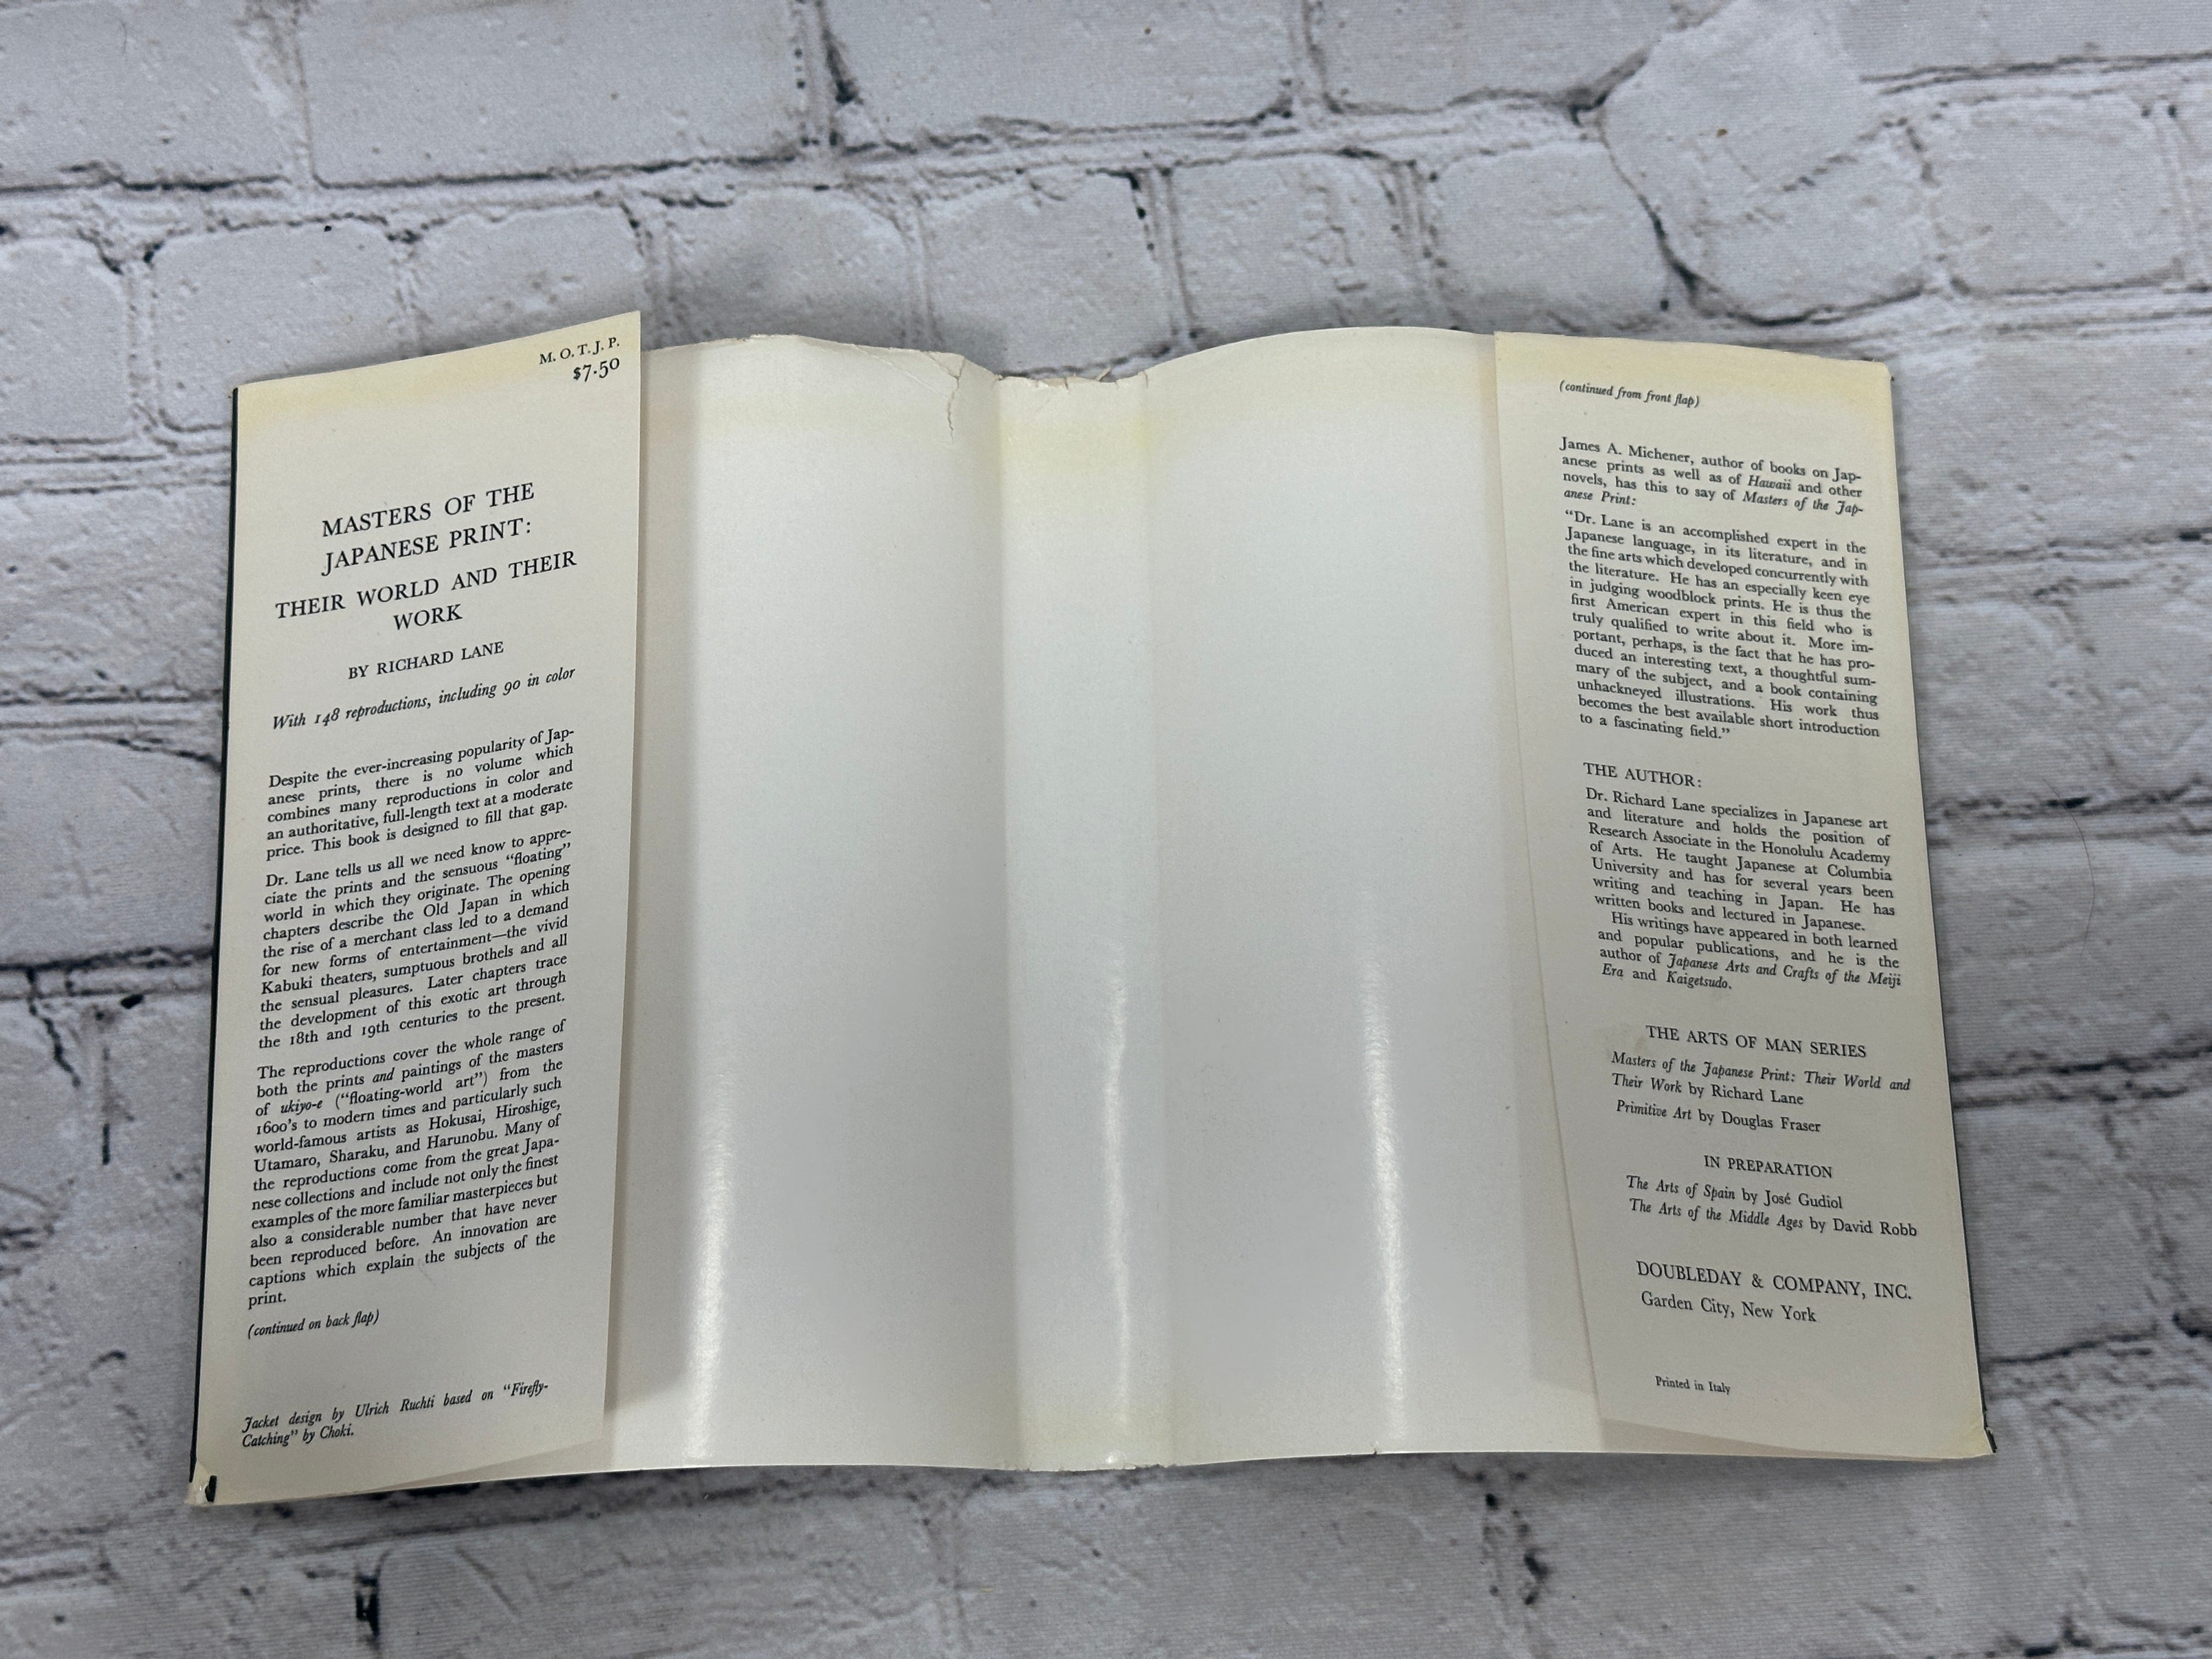 M. O. T. J. P.
$7.50
MASTERS OF THE
JAPANESE PRINT:
THEIR WORLD AND THEIR
WORK
BY RICHARD LANE
With 148 reproductions, including 90 in color
Despite the ever-increasing popularity of Jap-
anese prints, there is no volume which
combines many reproductions in color and
an authoritative, full-length text at a moderate
price. This book is designed to fill that gap.
Dr. Lane tells us all we need know to appre-
ciate the prints and the sensuous “floating”
world in which they originate. The opening
chapters describe the Old Japan in which
the rise of a merchant class led to a demand
for new forms of entertainment—the vivid
Kabuki theaters, sumptuous brothels and all
the sensual pleasures. Later chapters trace
the development of this exotic art through
the 18th and 19th centuries to the present.
The reproductions cover the whole range of
both the prints and paintings of the masters
of ukiyo-e (“floating-world art”) from the
1600’s to modern times and particularly such
world-famous artists as Hokusai, Hiroshige,
Utamaro, Sharaku, and Harunobu. Many of
the reproductions come from the great Japa-
nese collections and include not only the finest
examples of the more familiar masterpieces but
also a considerable number that have never
been reproduced before. An innovation are
captions which explain the subjects of the
print.
(continued on back flap)
Jacket design by Ulrich Ruchti based on “Firefly-
Catching” by Choki.
(continued from front flap)
James A. Michener, author of books on Jap-
anese prints as well as of Hawaii and other
novels, has this to say of Masters of the Jap-
anese Print:
“Dr. Lane is an accomplished expert in the
Japanese language, in its literature, and in
the fine arts which developed concurrently with
the literature. He has an especially keen eye
in judging woodblock prints. He is thus the
first American expert in this field who is
truly qualified to write about it. More im-
portant, perhaps, is the fact that he has pro-
duced an interesting text, a thoughtful sum-
mary of the subject, and a book containing
unhackneyed illustrations. His work thus
becomes the best available short introduction
to a fascinating field.”
THE AUTHOR:
Dr. Richard Lane specializes in Japanese art
and literature and holds the position of
Research Associate in the Honolulu Academy
of Arts. He taught Japanese at Columbia
University and has for several years been
writing and teaching in Japan. He has
written books and lectured in Japanese.
His writings have appeared in both learned
and popular publications, and he is the
author of Japanese Arts and Crafts of the Meiji
Era and Kaigetsudo.
THE ARTS OF MAN SERIES
Masters of the Japanese Print: Their World and
Their Work by Richard Lane
Primitive Art by Douglas Fraser
IN PREPARATION
The Arts of Spain by José Gudiol
The Arts of the Middle Ages by David Robb
DOUBLEDAY & COMPANY, INC.
Garden City, New York
Printed in Italy